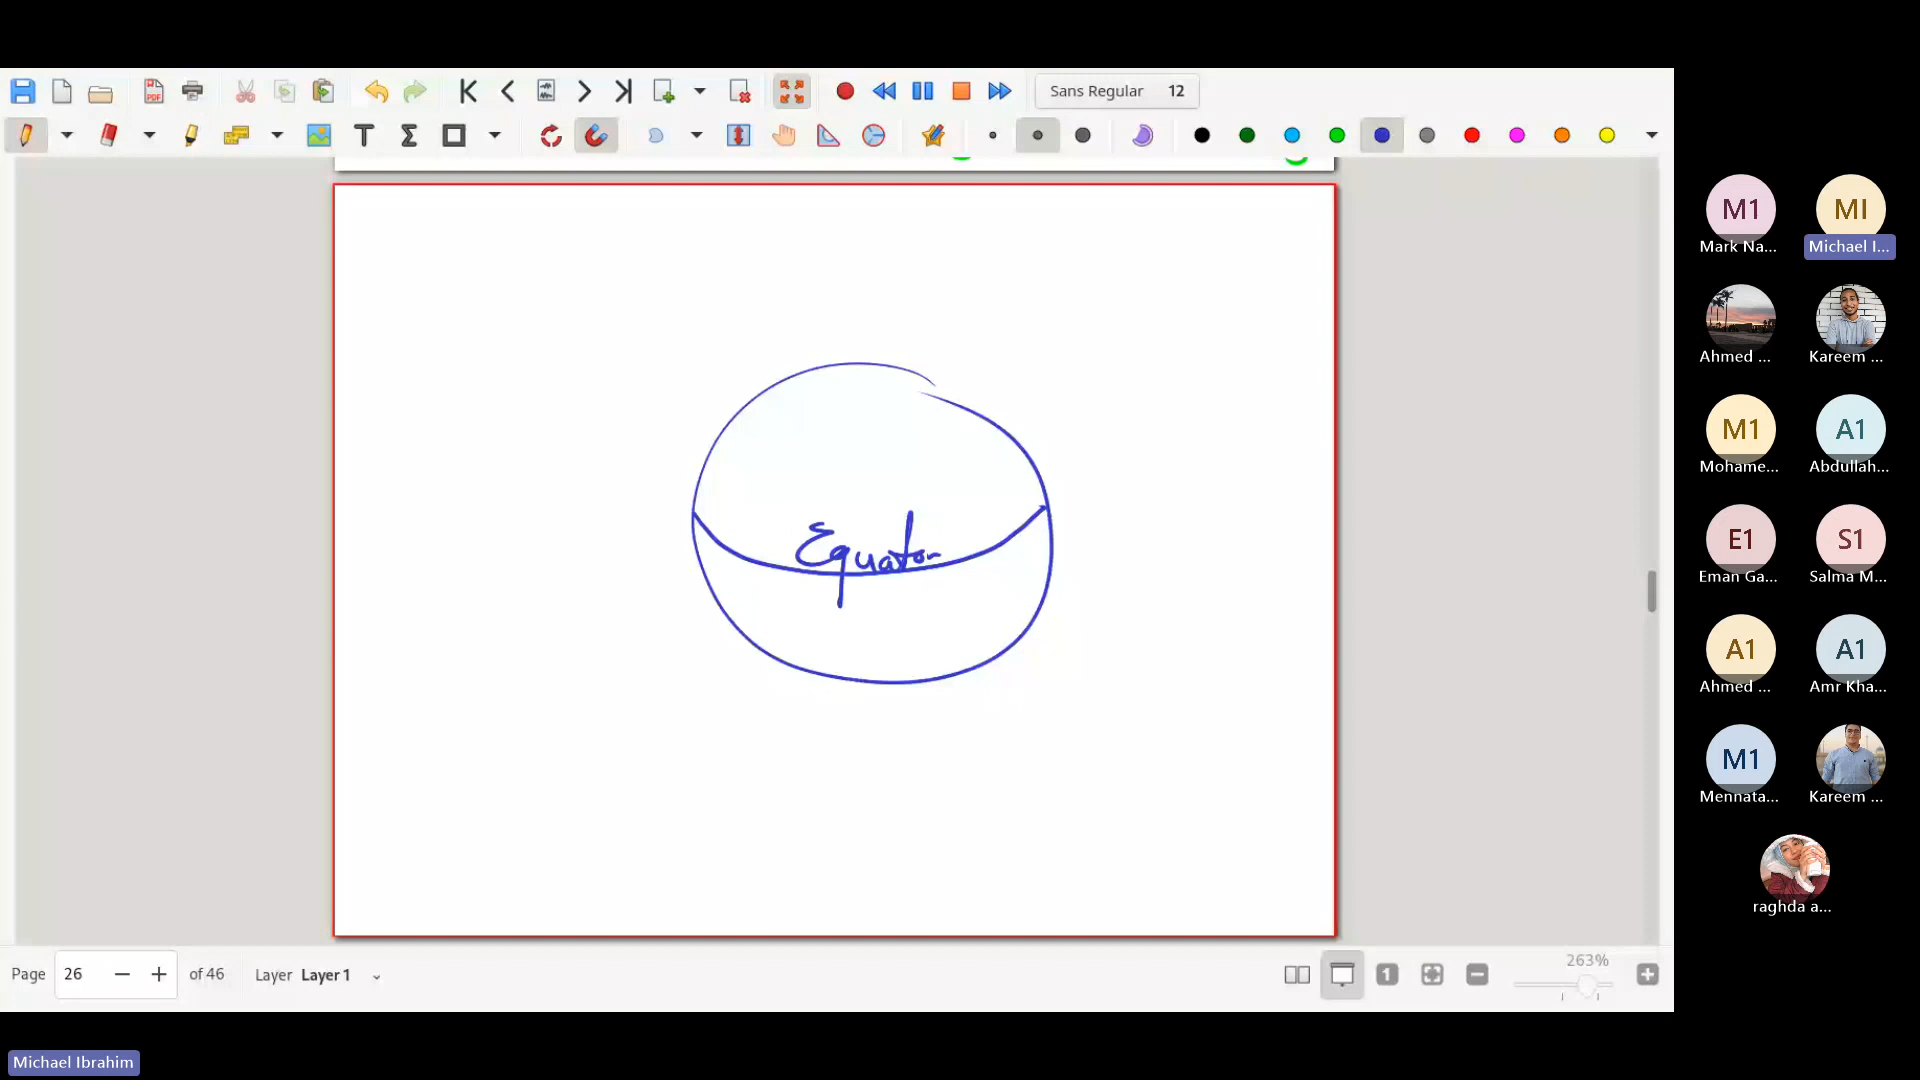 Sans Regular 12
Equator
M1 MI
Mark Na... Michael I...
Ahmed ... Kareem ...
M1 A1
Mohame... Abdullah...
E1 S1
Eman Ga... Salma M...
A1 A1
Ahmed ... Amr Kha...
M1
Mennata... Kareem ...
raghda a...
Page 26 of 46 Layer Layer 1 1 263%
Michael Ibrahim